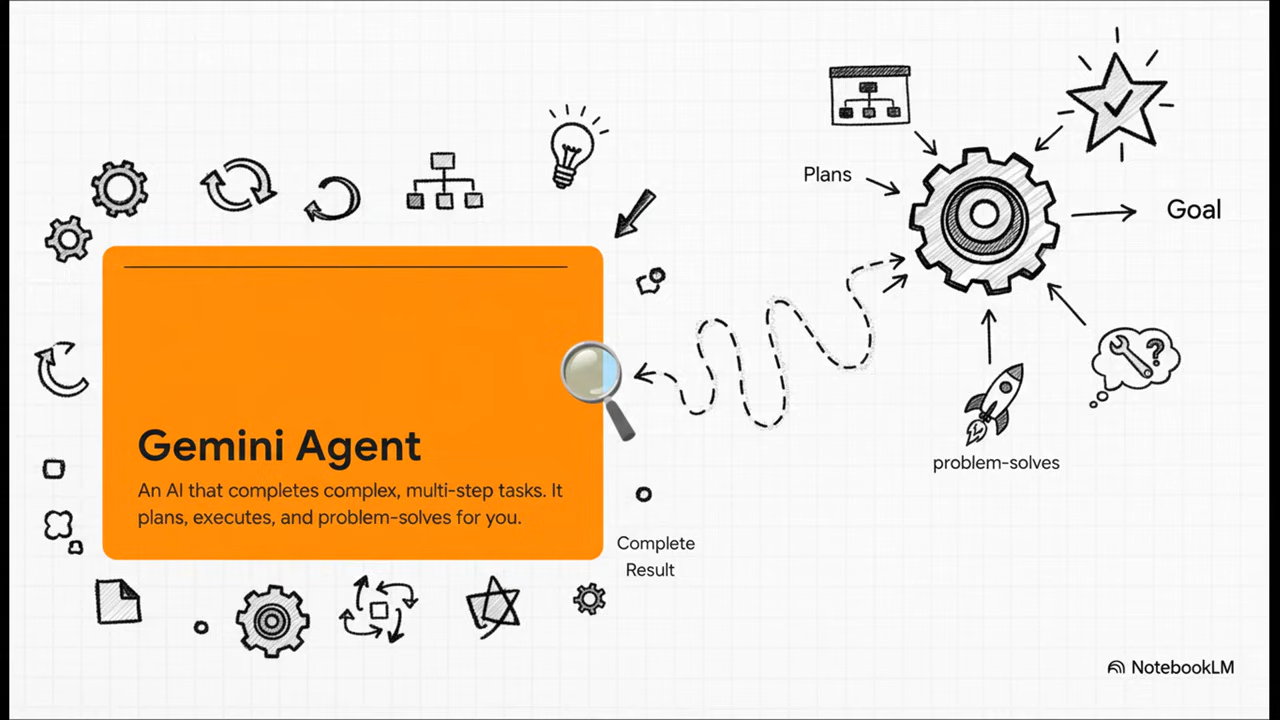 Gemini Agent
An AI that completes complex, multi-step tasks. It
plans, executes, and problem-solves for you.
Complete
Result
Plans
Goal
problem-solves
NotebookLM